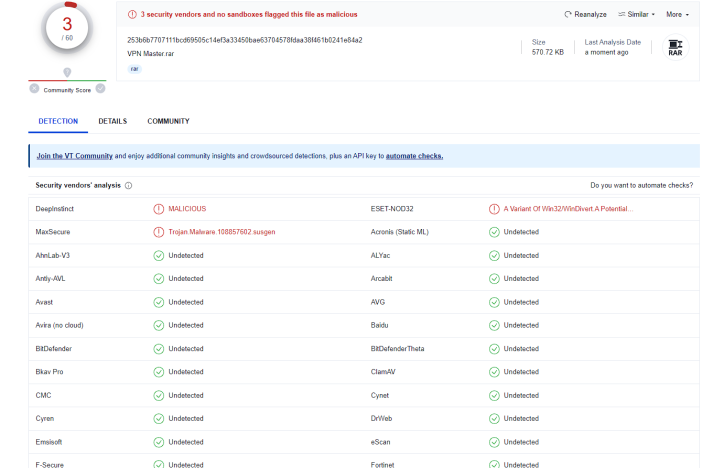 3 security vendors and no sandboxes flagged this file as malicious
Reanalyze
Similar
More
3
/ 60
253b6b7707111bcd69505c14ef3a33450bae63704578fdaa38f461b0241e84a2
VPN Master.rar
rar
Size
570.72 KB
Last Analysis Date
a moment ago
RAR
Community Score
DETECTION DETAILS COMMUNITY
Join the VT Community and enjoy additional community insights and crowdsourced detections, plus an API key to automate checks.
Security vendors' analysis
Do you want to automate checks?
DeepInstinct MALICIOUS ESET-NOD32 A Variant Of Win32/WinDivert.A Potential...
MaxSecure Trojan.Malware.108857602.susgen Acronis (Static ML) Undetected
AhnLab-V3 Undetected ALYac Undetected
Antiy-AVL Undetected Arcabit Undetected
Avast Undetected AVG Undetected
Avira (no cloud) Undetected Baidu Undetected
BitDefender Undetected BitDefenderTheta Undetected
Bkav Pro Undetected ClamAV Undetected
CMC Undetected Cynet Undetected
Cyren Undetected DrWeb Undetected
Emsisoft Undetected eScan Undetected
F-Secure Undetected Fortinet Undetected